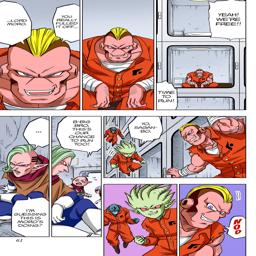 ...LORD
MORO.
YOU
REALLY
PULLED
IT OFF...
YEAH!
WE'RE
FREE!!
TIME
TO
RUN!
...
B-BIG
BRO,
THIS'S
OUR
CHANCE
TO RUN
TOO!
I'M
GUESSING
THIS IS
MORO'S
DOING?
YO,
SAGAN-
BO.
NOD
61